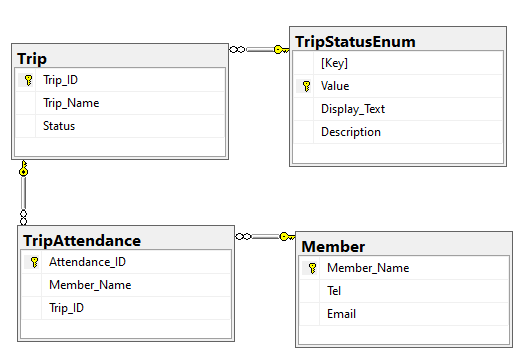 Trip
Trip_ID
Trip_Name
Status
TripStatusEnum
[Key]
Value
Display_Text
Description
TripAttendance
Attendance_ID
Member_Name
Trip_ID
Member
Member_Name
Tel
Email